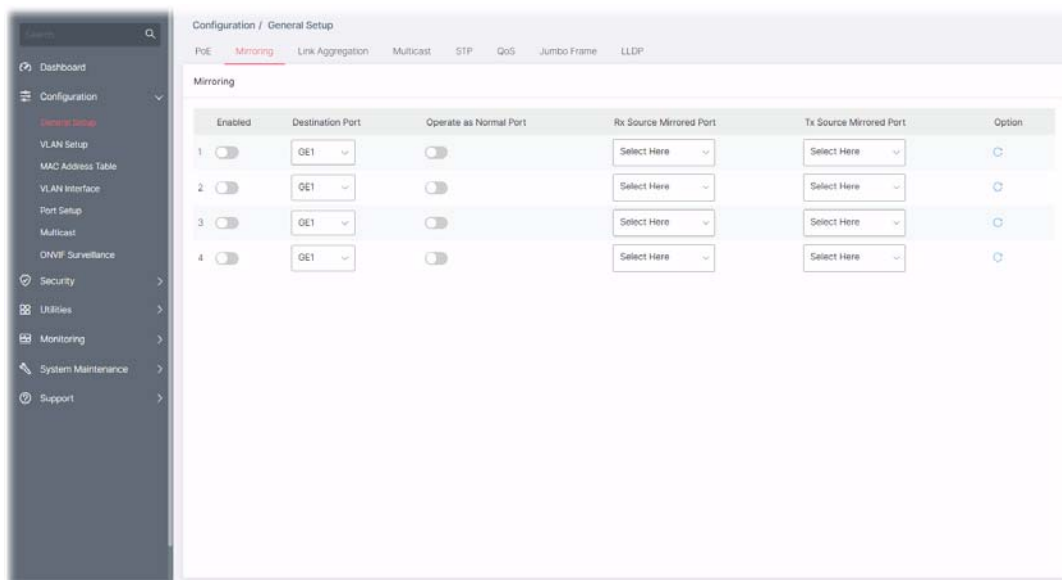 Search
Configuration / General Setup
PoE Mirroring Link Aggregation Multicast STP QoS Jumbo Frame LLDP
Dashboard
Configuration
General Setup
VLAN Setup
MAC Address Table
VLAN Interface
Port Setup
Multicast
ONVIF Surveillance
Security
Utilities
Monitoring
System Maintenance
Support
Mirroring
Enabled Destination Port Operate as Normal Port Rx Source Mirrored Port Tx Source Mirrored Port Option
1 GE1 Select Here Select Here
2 GE1 Select Here Select Here
3 GE1 Select Here Select Here
4 GE1 Select Here Select Here